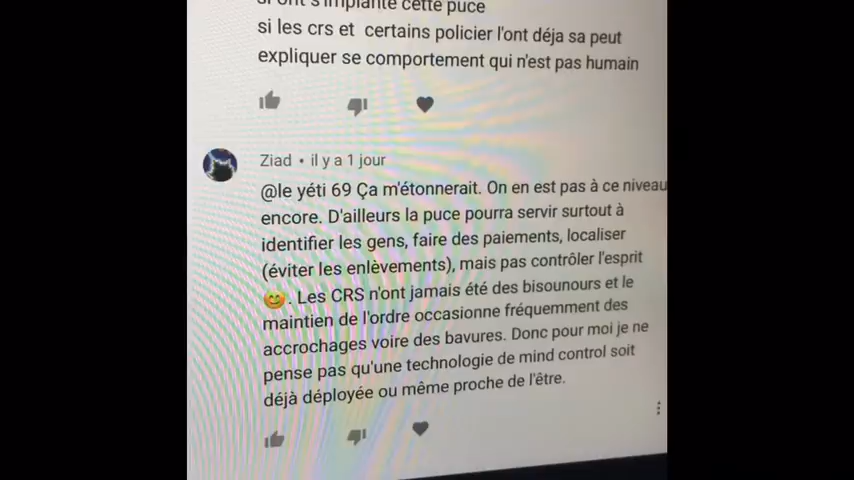 si ont s'implanté cette puce
si les crs et certains policier l'ont déja sa peut
expliquer se comportement qui n'est pas humain
Ziad • il y a 1 jour
@le yéti 69 Ça m'étonnerait. On en est pas à ce niveau
encore. D'ailleurs la puce pourra servir surtout à
identifier les gens, faire des paiements, localiser
(éviter les enlèvements), mais pas contrôler l'esprit
😊. Les CRS n'ont jamais été des bisounours et le
maintien de l'ordre occasionne fréquemment des
accrochages voire des bavures. Donc pour moi je ne
pense pas qu'une technologie de mind control soit
déjà déployée ou même proche de l'être.